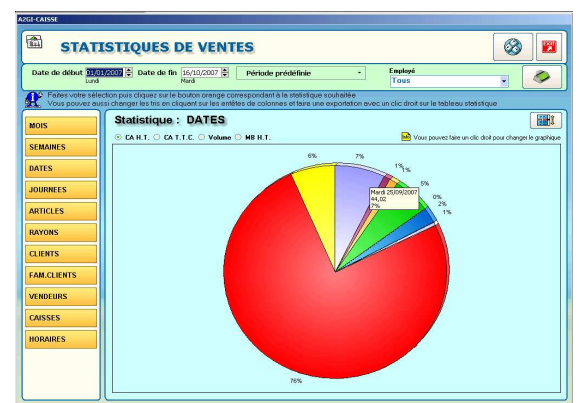 A2GI-CAISSE
STATISTIQUES DE VENTES
EXIT
Date de début 01/01/2007 Date de fin 16/10/2007 Période prédéfinie Employé
Lundi Mardi Tous
Faites votre sélection puis cliquez sur le bouton orange correspondant à la statistique souhaitée
Vous pouvez aussi changer les tris en cliquant sur les entêtes de colonnes et faire une exportation avec un clic droit sur le tableau statistique
MOIS
SEMAINES
DATES
JOURNEES
ARTICLES
RAYONS
CLIENTS
FAM.CLIENTS
VENDEURS
CAISSES
HORAIRES
Statistique : DATES
CA H.T. CA T.T.C. Volume MB H.T.
Vous pouvez faire un clic droit pour changer le graphique
6%
7%
1%
1%
5%
0%
2%
1%
Mardi 25/09/2007
44,02
7%
76%